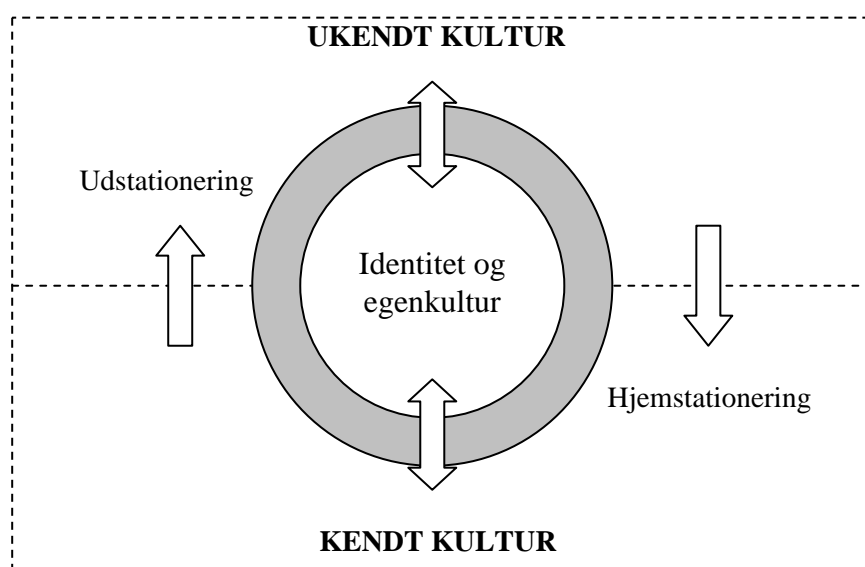 UKENDT KULTUR
Udstationering
Identitet og
egenkultur
Hjemstationering
KENDT KULTUR